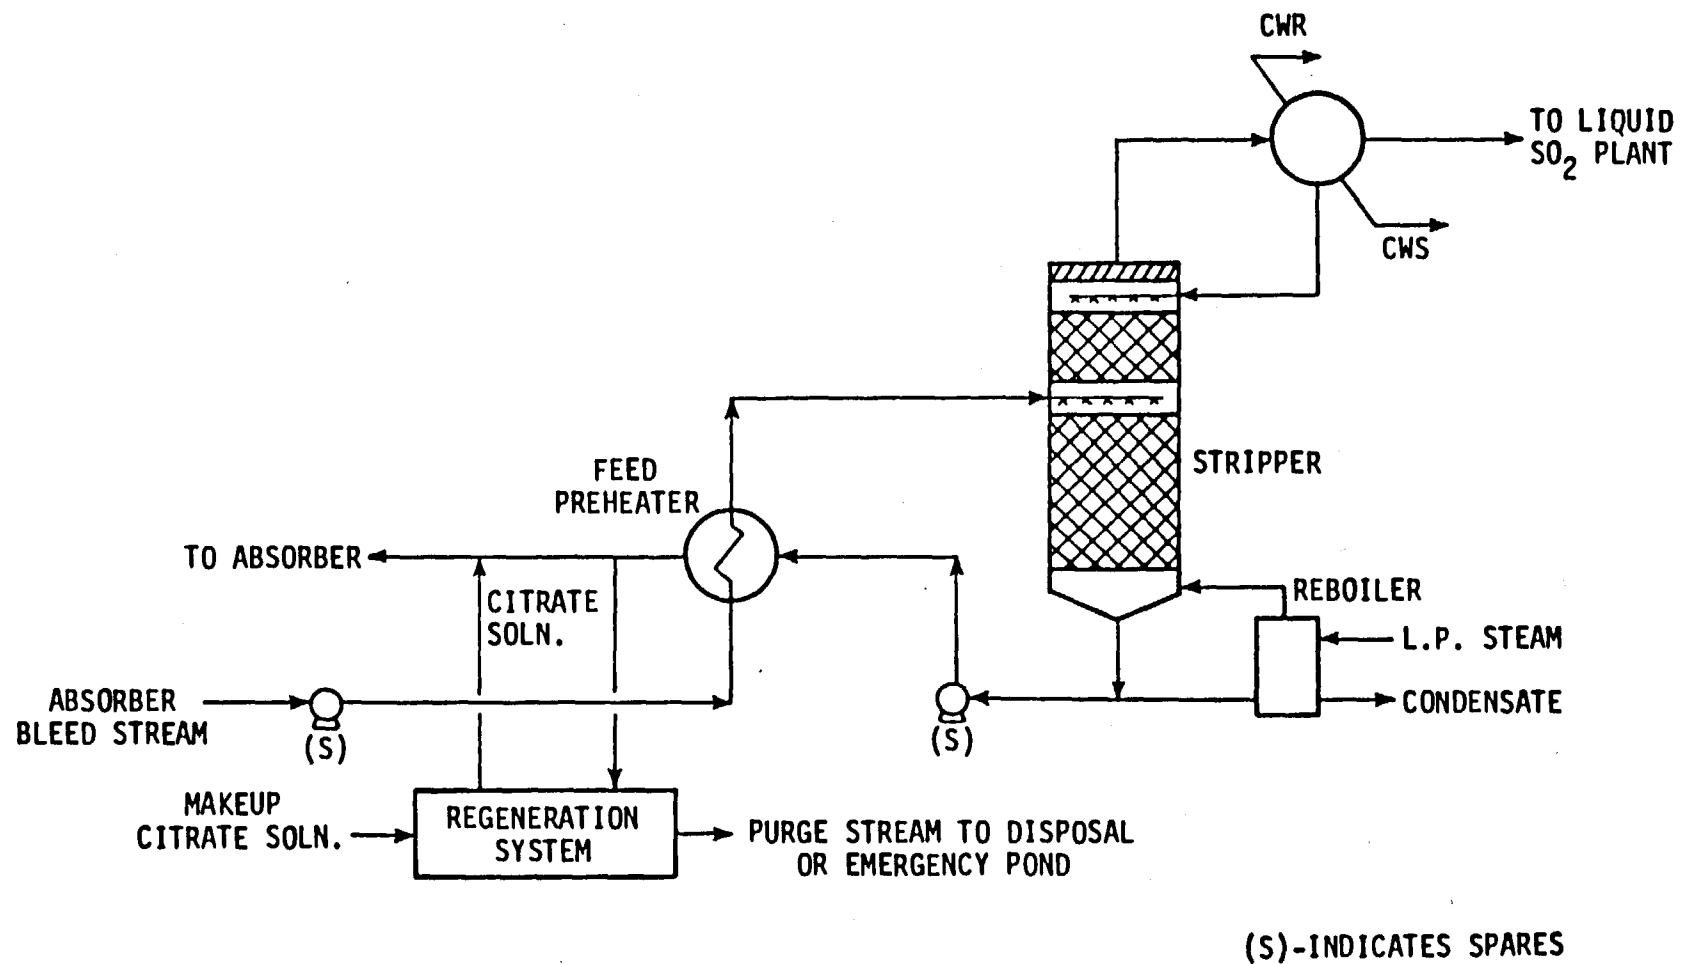 CWR
TO LIQUID
SO2 PLANT
CWS
STRIPPER
FEED
PREHEATER
TO ABSORBER
CITRATE
SOLN.
REBOILER
L.P. STEAM
CONDENSATE
ABSORBER
BLEED STREAM
(S)
(S)
MAKEUP
CITRATE SOLN.
REGENERATION
SYSTEM
PURGE STREAM TO DISPOSAL
OR EMERGENCY POND
(S)-INDICATES SPARES